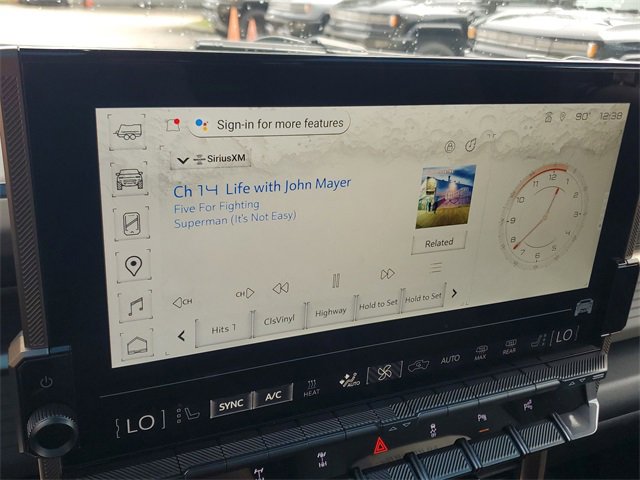 Sign-in for more features
90° 12:38
SiriusXM
Ch 14 Life with John Mayer
Five For Fighting
Superman (It's Not Easy)
12
Related
CH
CH
Hits 1
ClsVinyl
Highway
Hold to Set
Hold to Set
LO
SYNC
A/C
HEAT
AUTO
AUTO
MAX
REAR
LO